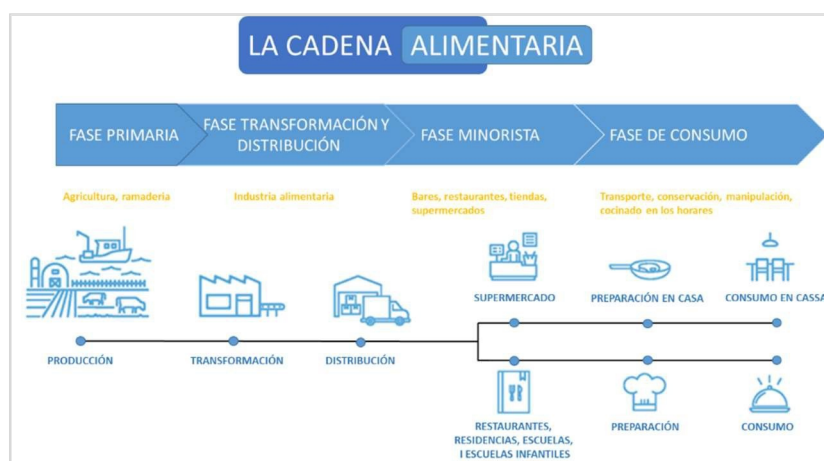 LA CADENA ALIMENTARIA
FASE PRIMARIA
FASE TRANSFORMACIÓN Y
DISTRIBUCIÓN
FASE MINORISTA
FASE DE CONSUMO
Agricultura, ramaderia
Industria alimentaria
Bares, restaurantes, tiendas,
supermercados
Transporte, conservación, manipulación,
cocinado en los horares
SUPERMERCADO
PREPARACIÓN EN CASA
CONSUMO EN CASSA
PRODUCCIÓN
TRANSFORMACIÓN
DISTRIBUCIÓN
RESTAURANTES,
RESIDENCIAS, ESCUELAS,
I ESCUELAS INFANTILES
PREPARACIÓN
CONSUMO